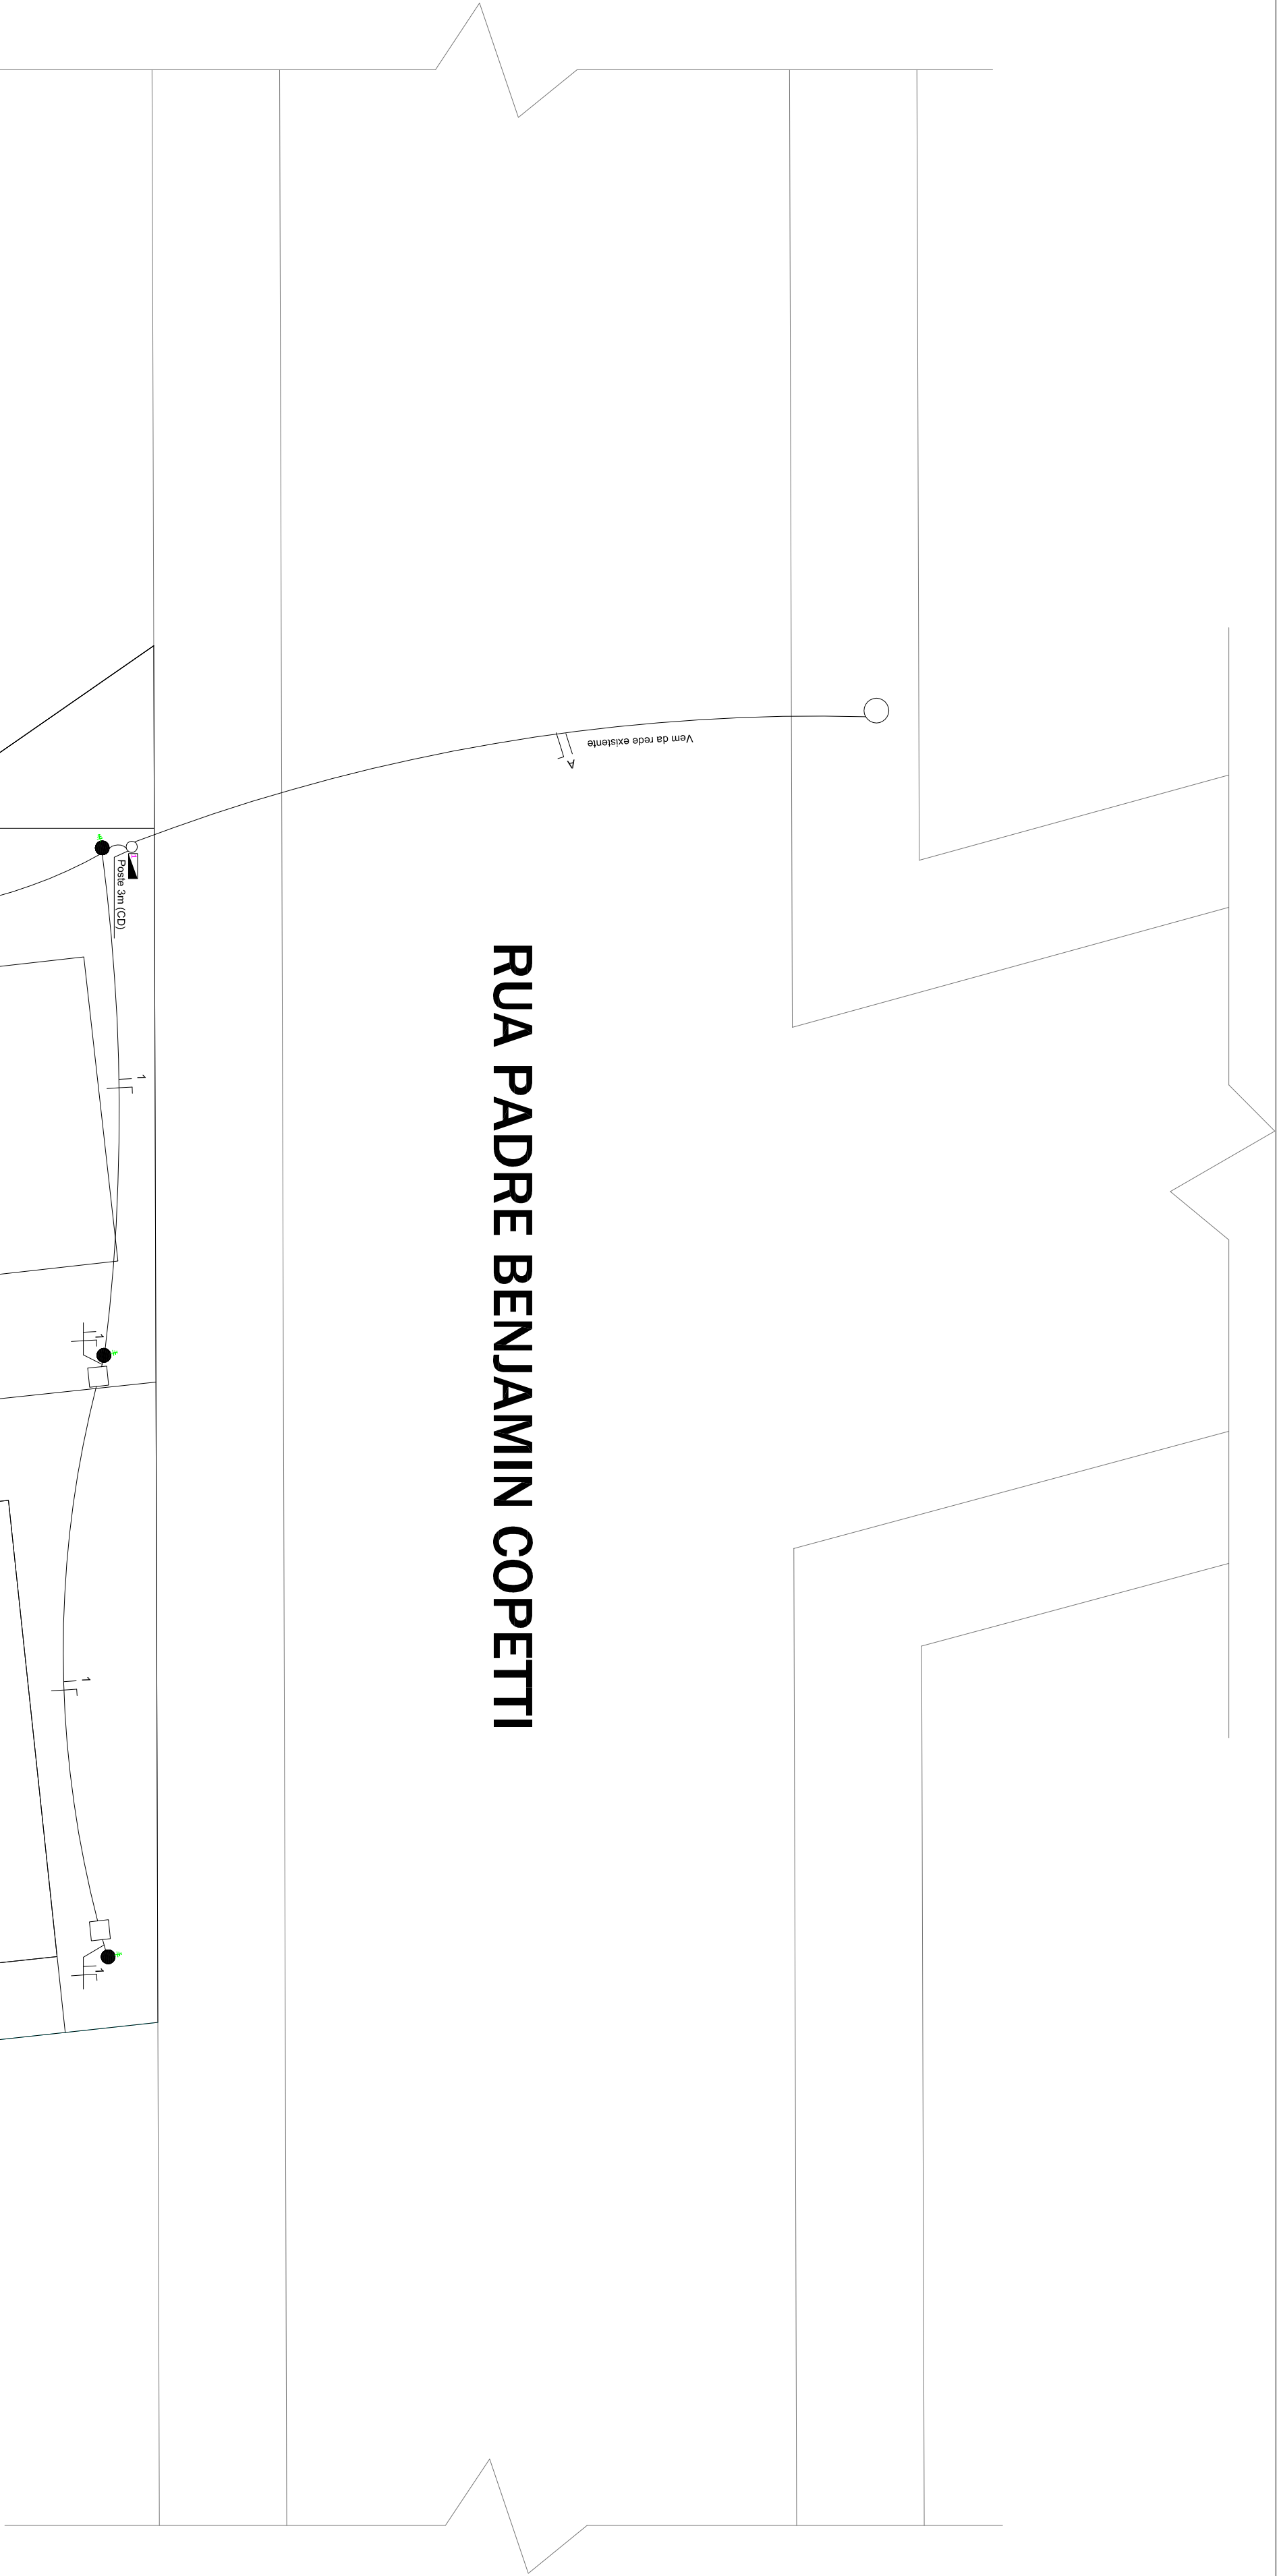 Vem da rede existente
A
Poste 3m (CD)
RUA PADRE BENJAMIN COPETTI
1
1
1
1